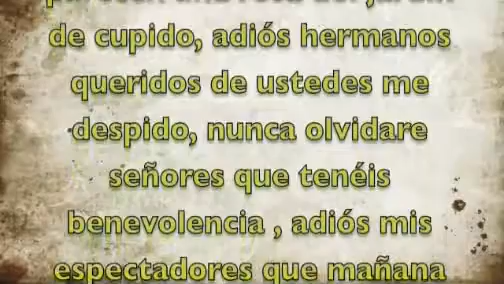 de cupido, adiós hermanos
queridos de ustedes me
despido, nunca olvidare
señores que tenéis
benevolencia , adiós mis
espectadores que mañana